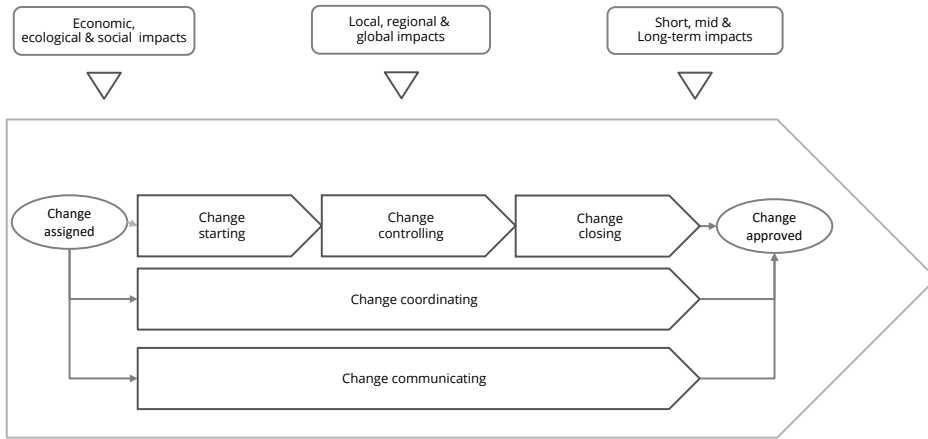 Economic,
ecological & social impacts
Local, regional &
global impacts
Short, mid &
Long-term impacts
Change
assigned
Change
starting
Change
controlling
Change
closing
Change
approved
Change coordinating
Change communicating